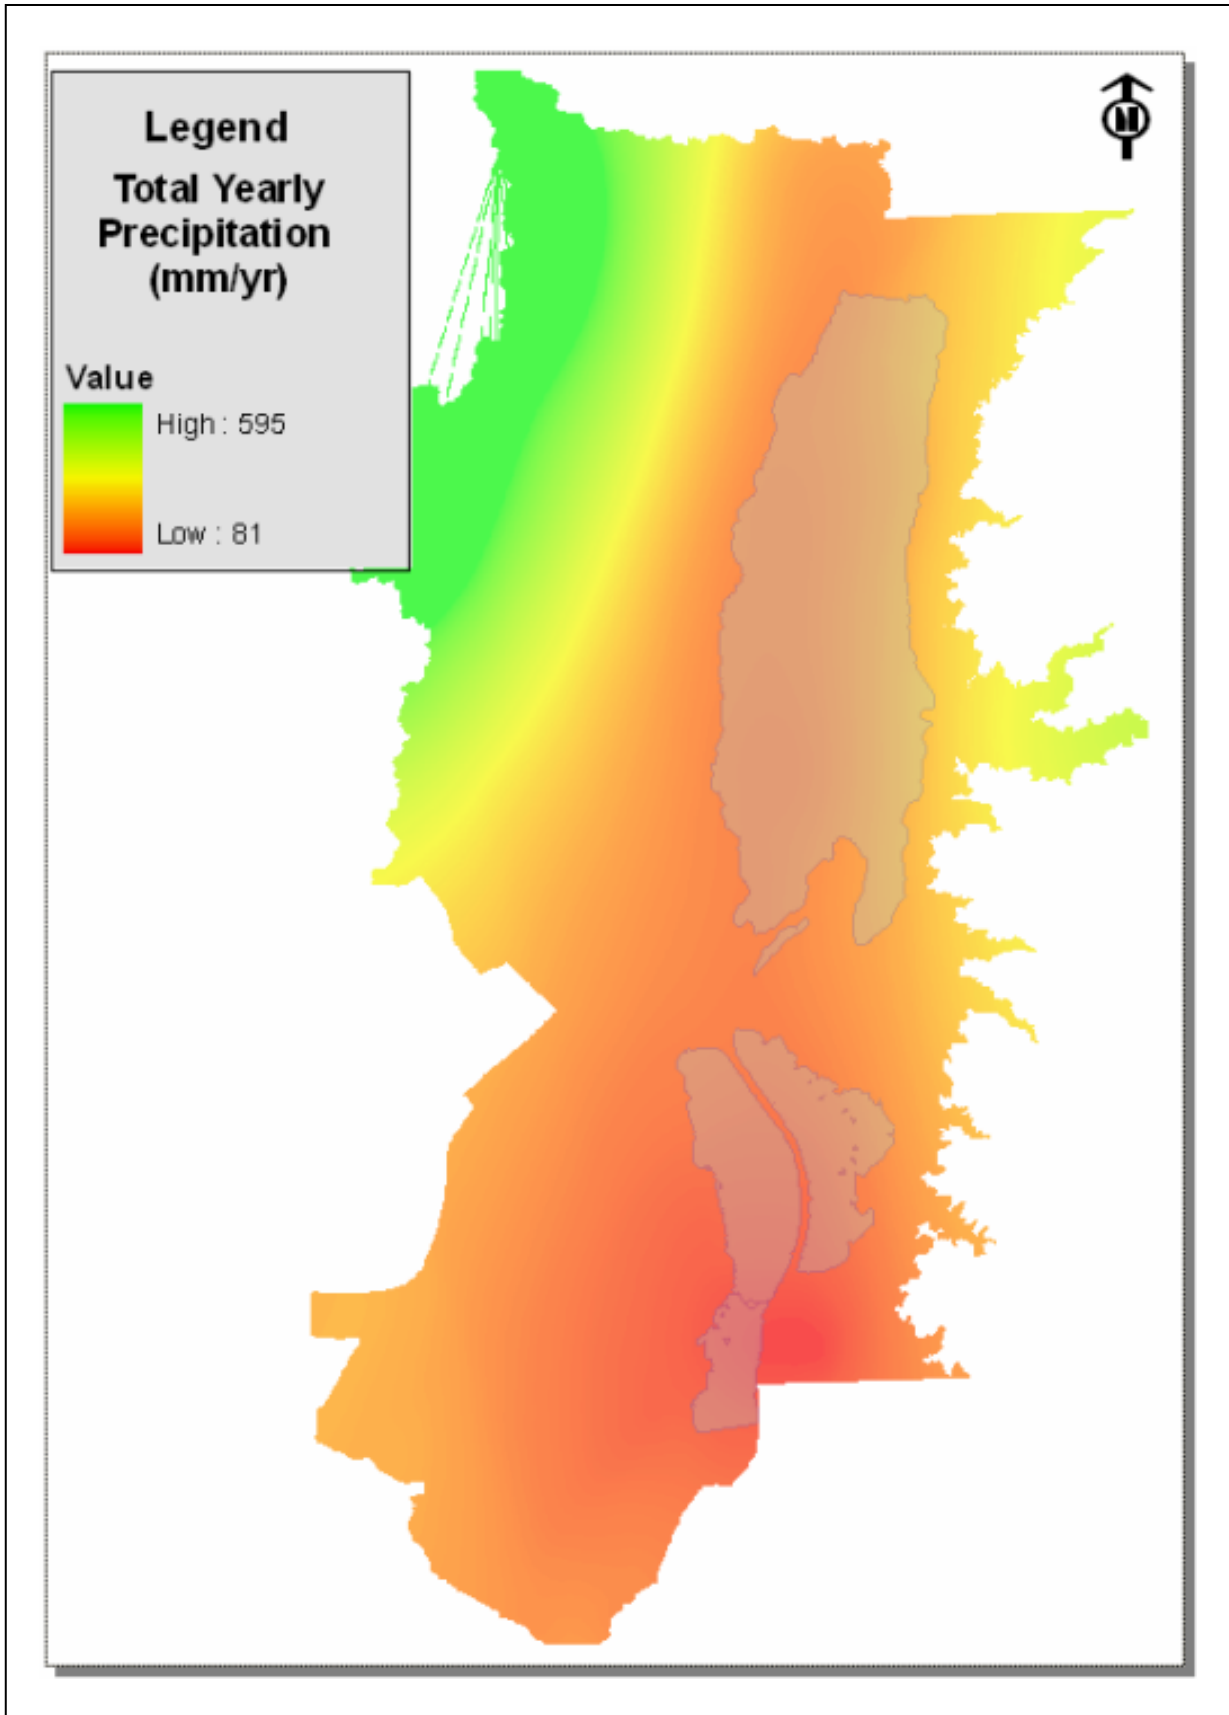 Legend
Total Yearly
Precipitation
(mm/yr)
Value
High : 595
Low : 81
N